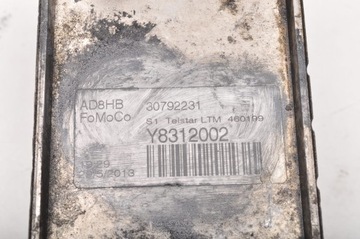 AD8HB 30792231
FoMoCo S1 Telstar LTM 460199
Y8312002